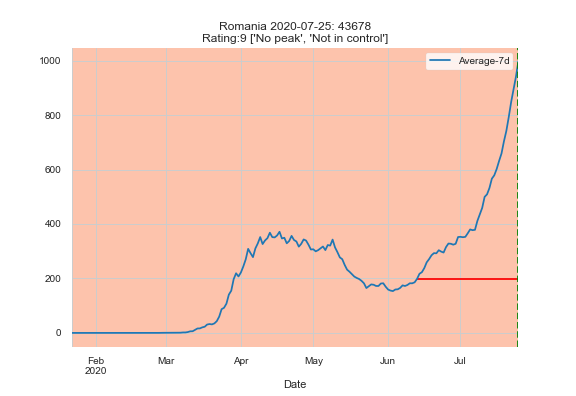 Romania 2020-07-25: 43678
Rating:9 ['No peak', 'Not in control']
Average-7d
1000
800
600
400
200
0
Feb Mar Apr May Jun Jul
2020
Date